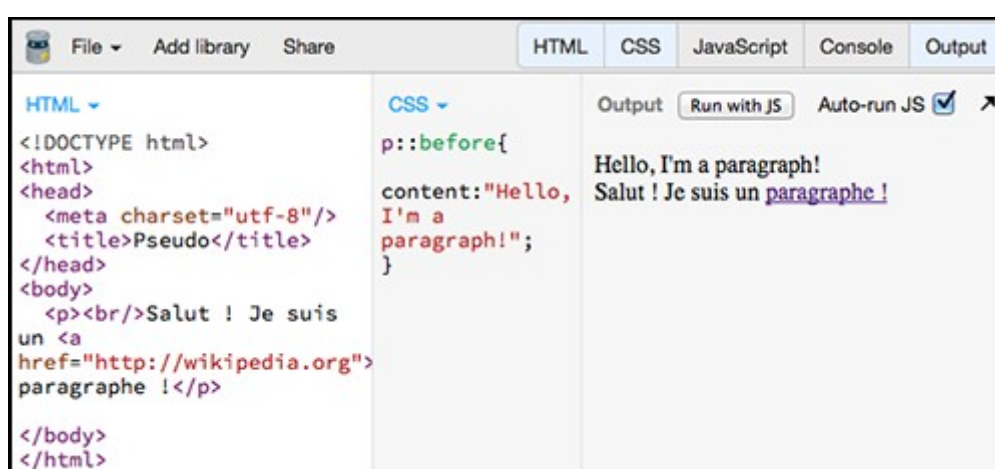 File Add library Share HTML CSS JavaScript Console Output
HTML
<!DOCTYPE html>
<html>
<head>
<meta charset="utf-8"/>
<title>Pseudo</title>
</head>
<body>
<p><br/>Salut ! Je suis
un <a
href="http://wikipedia.org">
paragraphe !</p>
</body>
</html>
CSS
p::before{
content:"Hello,
I'm a
paragraph!";
}
Output Run with JS Auto-run JS
Hello, I'm a paragraph!
Salut ! Je suis un paragraphe !